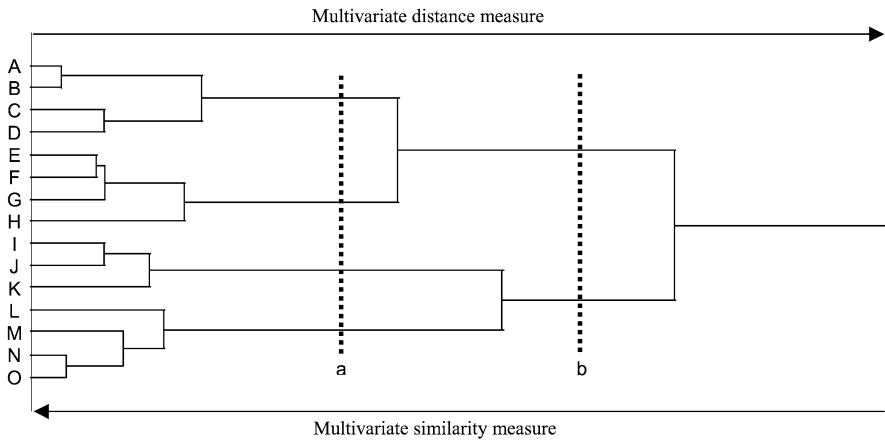 Multivariate distance measure
A
B
C
D
E
F
G
H
I
J
K
L
M
N
O
a
b
Multivariate similarity measure